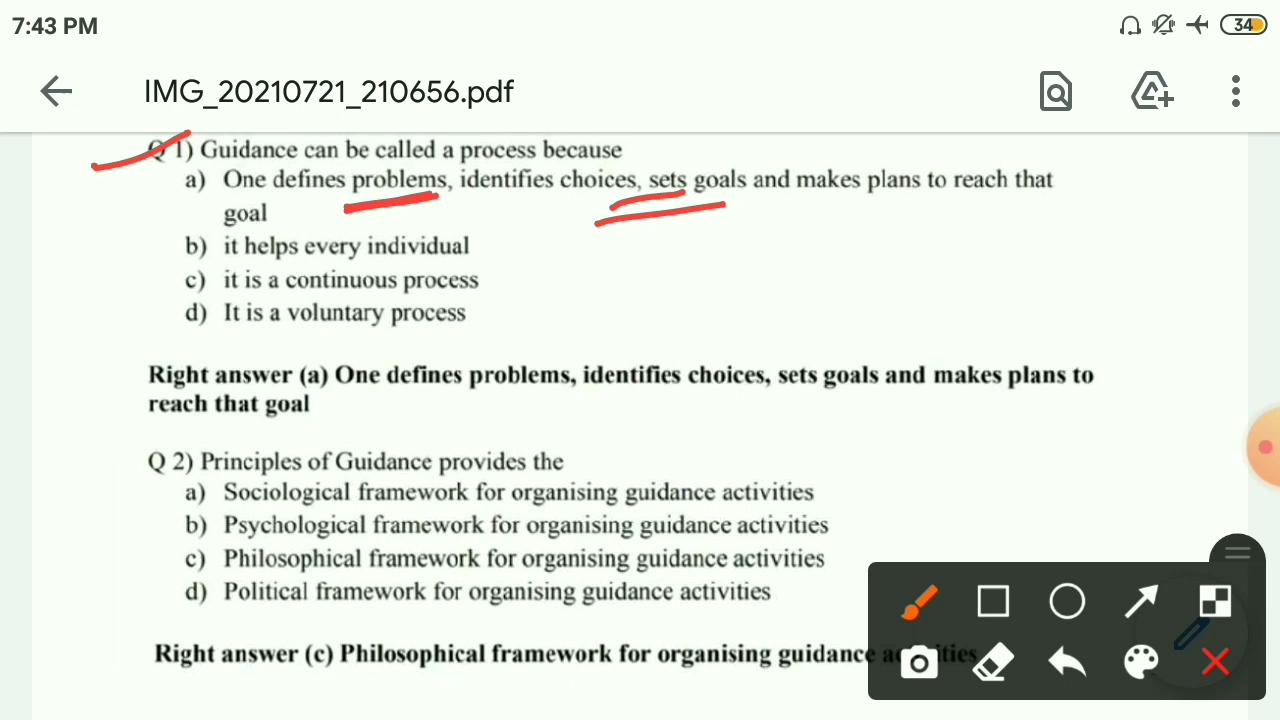 7:43 PM
34
IMG_20210721_210656.pdf
Q 1) Guidance can be called a process because
a) One defines problems, identifies choices, sets goals and makes plans to reach that
goal
b) it helps every individual
c) it is a continuous process
d) It is a voluntary process
Right answer (a) One defines problems, identifies choices, sets goals and makes plans to
reach that goal
Q 2) Principles of Guidance provides the
a) Sociological framework for organising guidance activities
b) Psychological framework for organising guidance activities
c) Philosophical framework for organising guidance activities
d) Political framework for organising guidance activities
Right answer (c) Philosophical framework for organising guidance activities